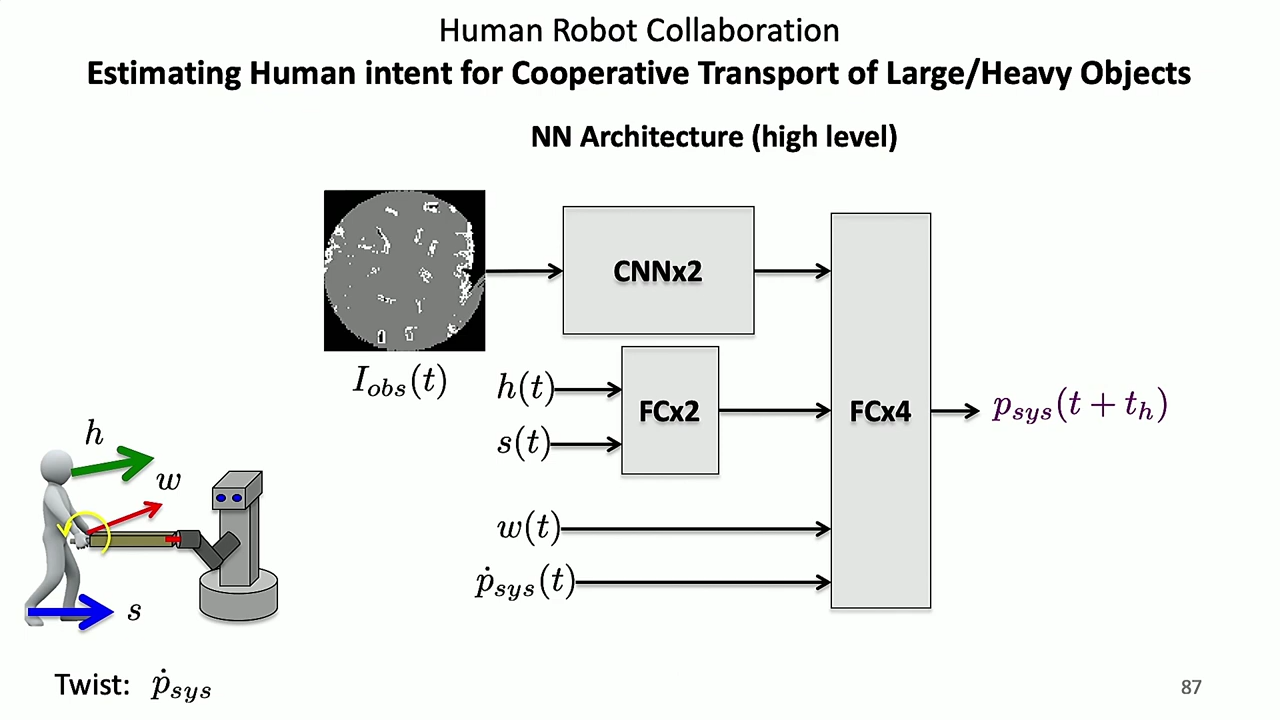 Human Robot Collaboration
Estimating Human intent for Cooperative Transport of Large/Heavy Objects
NN Architecture (high level)
CNNx2
I_obs(t)
h(t)
s(t)
FCx2
FCx4
p_sys(t + t_h)
h
w
w(t)
ṗ_sys(t)
s
Twist: ṗ_sys
87